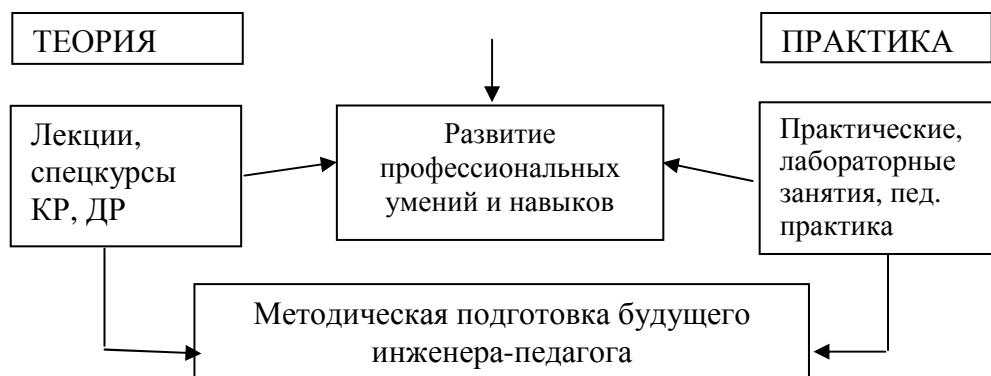 ТЕОРИЯ
ПРАКТИКА
Лекции,
спецкурсы
КР, ДР
Развитие
профессиональных
умений и навыков
Практические,
лабораторные
занятия, пед.
практика
Методическая подготовка будущего
инженера-педагога